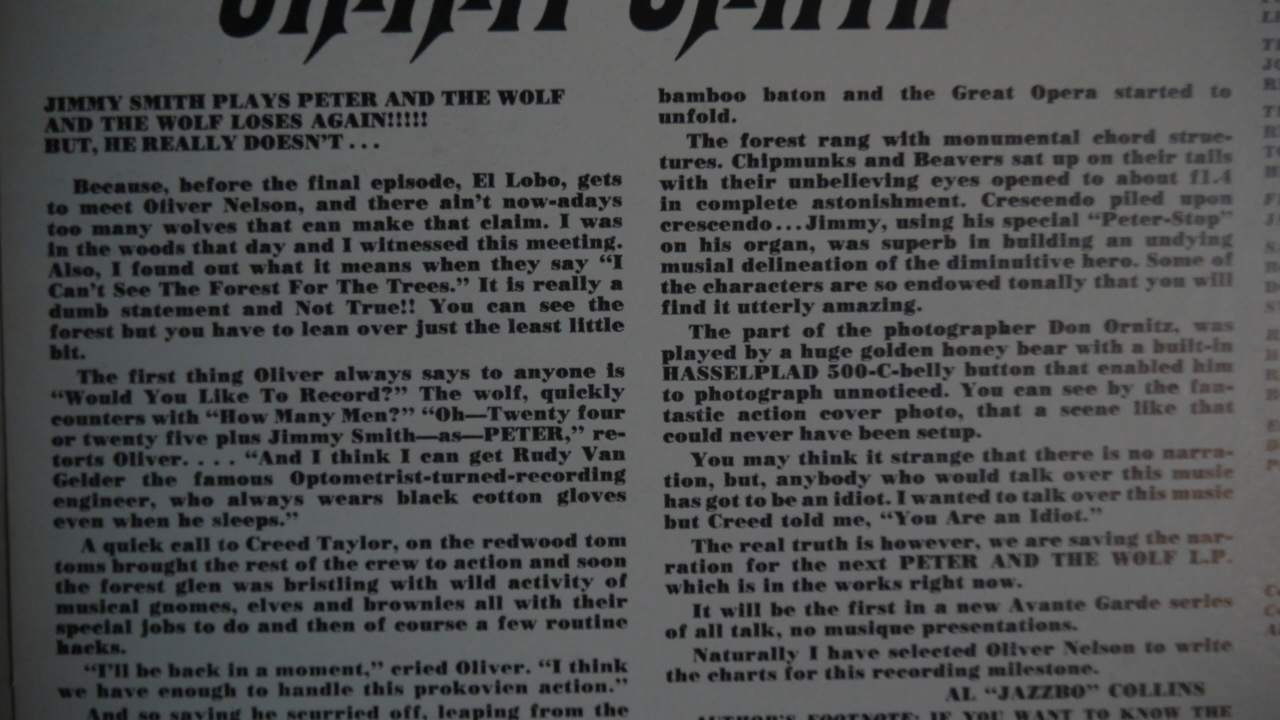 JIMMY SMITH
JIMMY SMITH PLAYS PETER AND THE WOLF
AND THE WOLF LOSES AGAIN!!!!!
BUT, HE REALLY DOESN'T...
Because, before the final episode, El Lobo, gets
to meet Oliver Nelson, and there ain't now-adays
too many wolves that can make that claim. I was
in the woods that day and I witnessed this meeting.
Also, I found out what it means when they say “I
Can't See The Forest For The Trees.” It is really a
dumb statement and Not True!! You can see the
forest but you have to lean over just the least little
bit.
The first thing Oliver always says to anyone is
“Would You Like To Record?” The wolf, quickly
counters with “How Many Men?” “Oh—Twenty four
or twenty five plus Jimmy Smith—as—PETER,” re-
torts Oliver.... “And I think I can get Rudy Van
Gelder the famous Optometrist-turned-recording
engineer, who always wears black cotton gloves
even when he sleeps.”
A quick call to Creed Taylor, on the redwood tom
toms brought the rest of the crew to action and soon
the forest glen was bristling with wild activity of
musical gnomes, elves and brownies all with their
special jobs to do and then of course a few routine
hacks.
“I'll be back in a moment,” cried Oliver. “I think
we have enough to handle this prokovien action.”
And so saying he scurried off, leaping from the
bamboo baton and the Great Opera started to
unfold.
The forest rang with monumental chord struc-
tures. Chipmunks and Beavers sat up on their tails
with their unbelieving eyes opened to about f1.4
in complete astonishment. Crescendo piled upon
crescendo...Jimmy, using his special “Peter-Stop”
on his organ, was superb in building an undying
musial delineation of the diminuitive hero. Some of
the characters are so endowed tonally that you will
find it utterly amazing.
The part of the photographer Don Ornitz, was
played by a huge golden honey bear with a built-in
HASSELPLAD 500-C-belly button that enabled him
to photograph unnoticed. You can see by the fan-
tastic action cover photo, that a scene like that
could never have been setup.
You may think it strange that there is no narra-
tion, but, anybody who would talk over this music
has got to be an idiot. I wanted to talk over this music
but Creed told me, “You Are an Idiot.”
The real truth is however, we are saving the nar-
ration for the next PETER AND THE WOLF L.P.
which is in the works right now.
It will be the first in a new Avante Garde series
of all talk, no musique presentations.
Naturally I have selected Oliver Nelson to write
the charts for this recording milestone.
AL “JAZZBO” COLLINS
AUTHOR'S FOOTNOTE: IF YOU WANT TO KNOW THE